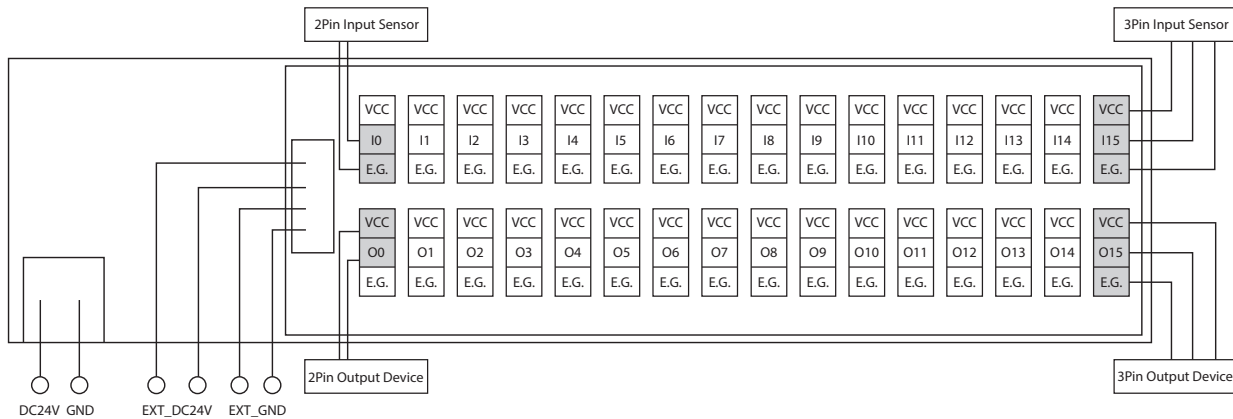 2Pin Input Sensor 3Pin Input Sensor
VCC VCC VCC VCC VCC VCC VCC VCC VCC VCC VCC VCC VCC VCC VCC VCC
I0 I1 I2 I3 I4 I5 I6 I7 I8 I9 I10 I11 I12 I13 I14 I15
E.G. E.G. E.G. E.G. E.G. E.G. E.G. E.G. E.G. E.G. E.G. E.G. E.G. E.G. E.G. E.G.
VCC VCC VCC VCC VCC VCC VCC VCC VCC VCC VCC VCC VCC VCC VCC VCC
O0 O1 O2 O3 O4 O5 O6 O7 O8 O9 O10 O11 O12 O13 O14 O15
E.G. E.G. E.G. E.G. E.G. E.G. E.G. E.G. E.G. E.G. E.G. E.G. E.G. E.G. E.G. E.G.
2Pin Output Device 3Pin Output Device
DC24V GND EXT_DC24V EXT_GND